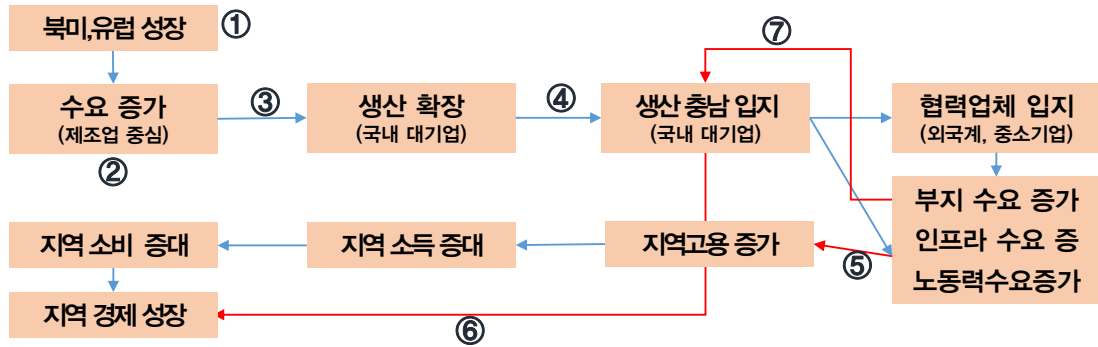 북미,유럽 성장
①
⑦
수요 증가
(제조업 중심)
②
③
생산 확장
(국내 대기업)
④
생산 충남 입지
(국내 대기업)
협력업체 입지
(외국계, 중소기업)
부지 수요 증가
인프라 수요 증
노동력수요증가
⑤
지역고용 증가
지역 소득 증대
지역 소비 증대
지역 경제 성장
⑥